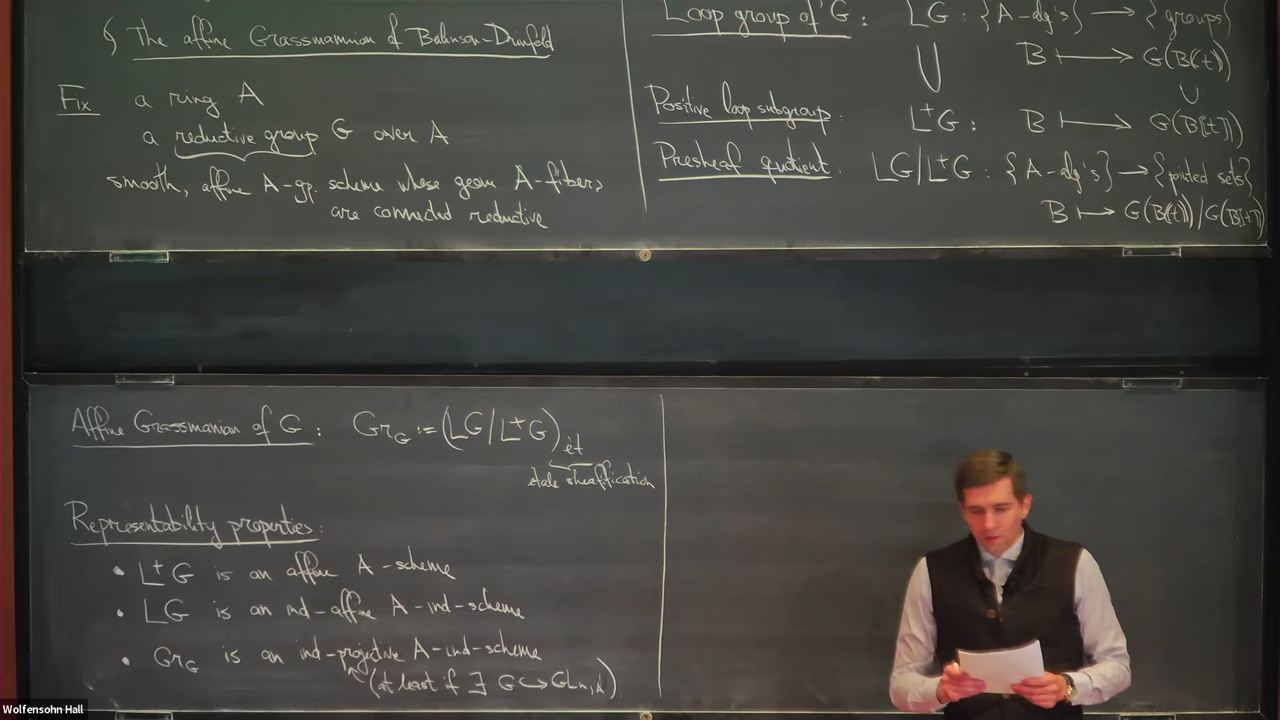 § The affine Grassmannian of Beilinson-Drinfeld
Fix a ring A
a reductive group G over A
smooth, affine A-gp. scheme whose geom. A-fibers
are connected reductive
Loop group of G: LG : {A-alg's} → {groups}
∪ B ↦ G(B((t)))
∪
Positive loop subgroup: L⁺G : B ↦ G(B[[t]])
Presheaf quotient: LG/L⁺G : {A-alg's} → {pointed sets}
B ↦ G(B((t)))/G(B[[t]])
Affine Grassmanian of G: Gr_G := (LG/L⁺G)_ét
étale sheafification
Representability properties:
• L⁺G is an affine A-scheme
• LG is an ind-affine A-ind-scheme
• Gr_G is an ind-projective A-ind-scheme
(at least if ∃ G ↪ GL_{n,A})
Wolfensohn Hall